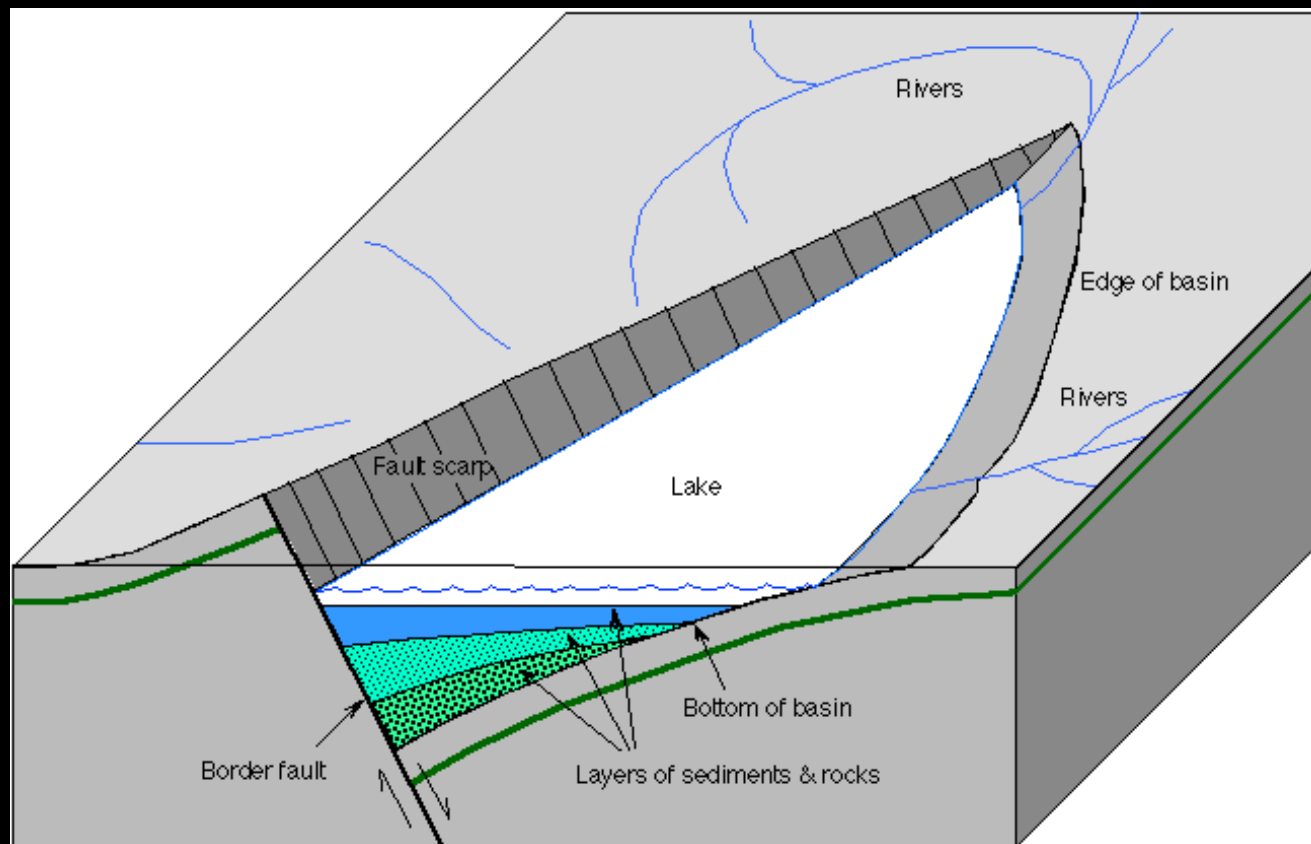 Rivers
Edge of basin
Rivers
Fault scarp
Lake
Bottom of basin
Border fault
Layers of sediments & rocks